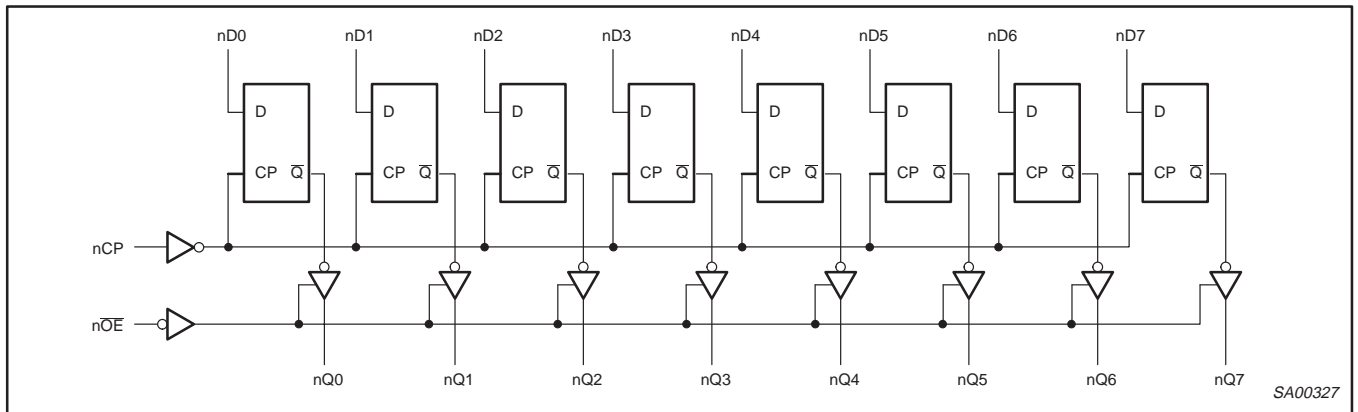 nD0 nD1 nD2 nD3 nD4 nD5 nD6 nD7
D D D D D D D D
CP Q̅ CP Q̅ CP Q̅ CP Q̅ CP Q̅ CP Q̅ CP Q̅ CP Q̅
nCP
nO̅E̅
nQ0 nQ1 nQ2 nQ3 nQ4 nQ5 nQ6 nQ7
SA00327